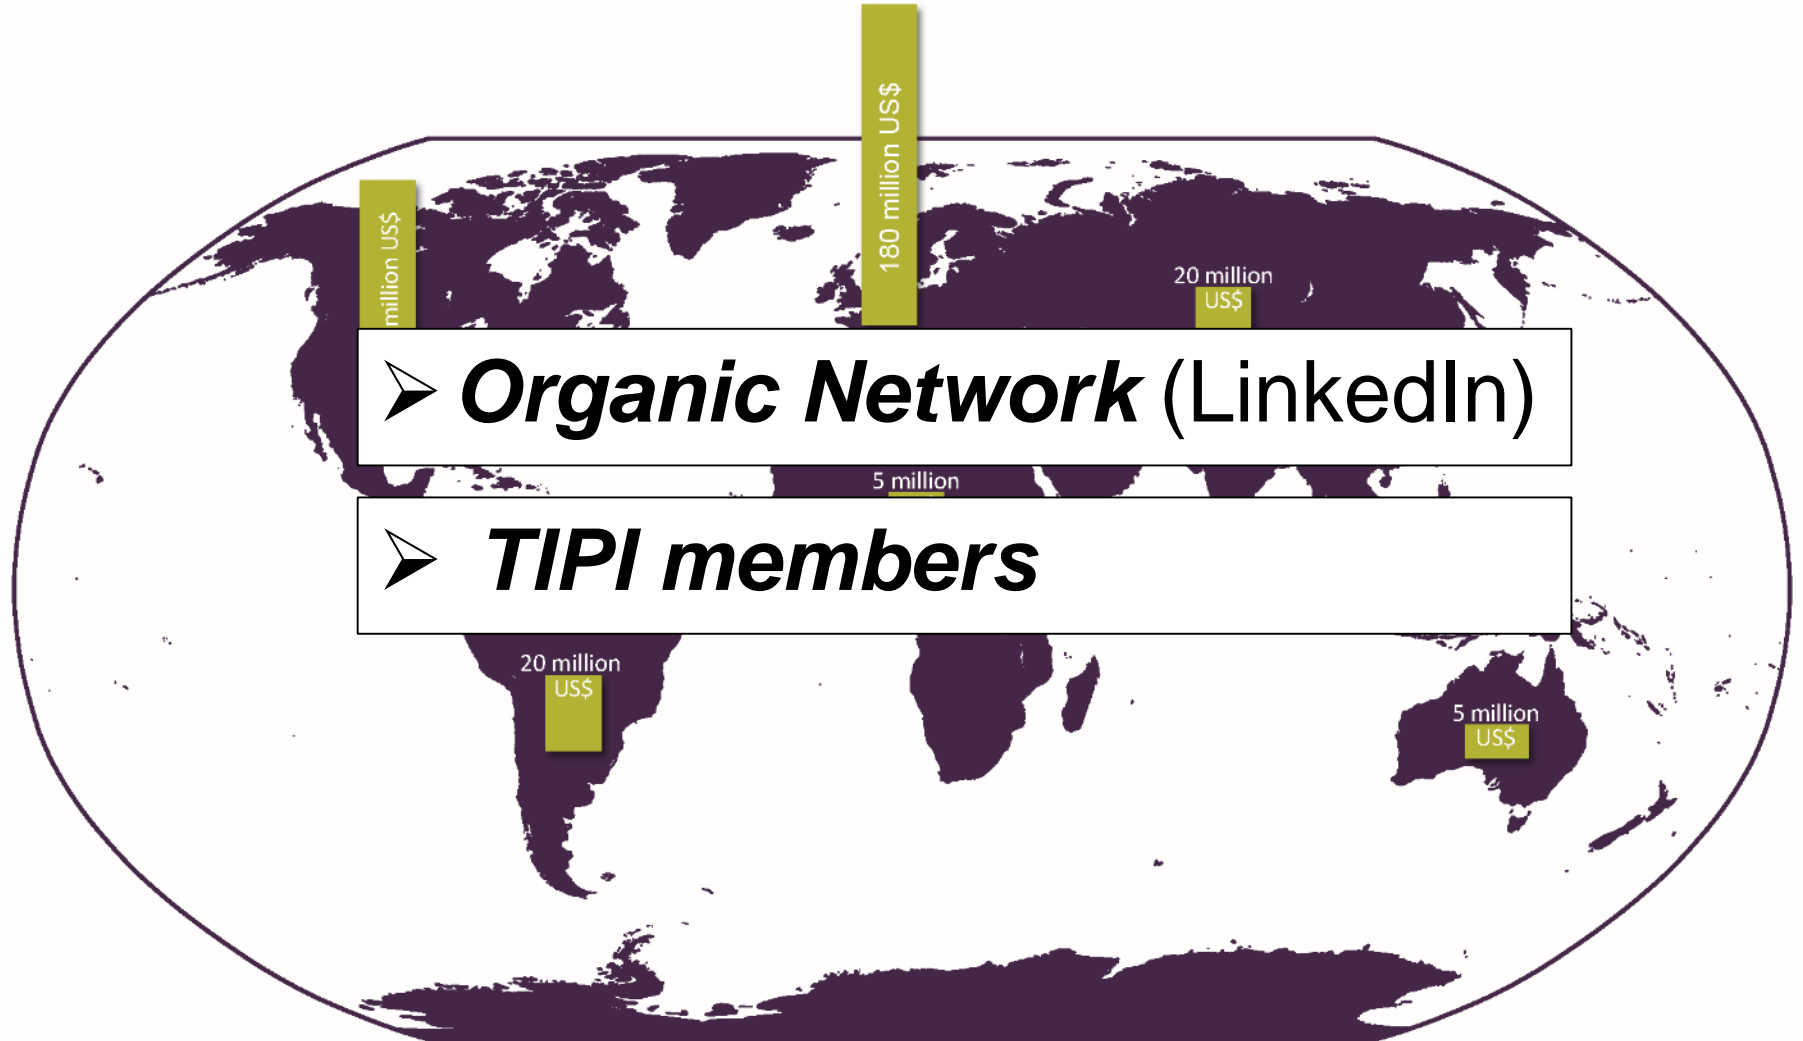 180 million US$
million US$
20 million
US$
➢ Organic Network (LinkedIn)
5 million
➢ TIPI members
20 million
US$
5 million
US$